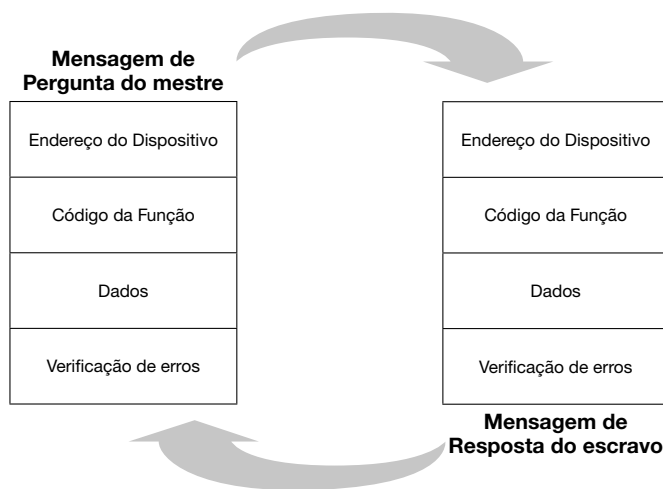 Mensagem de
Pergunta do mestre
Endereço do Dispositivo
Código da Função
Dados
Verificação de erros
Endereço do Dispositivo
Código da Função
Dados
Verificação de erros
Mensagem de
Resposta do escravo